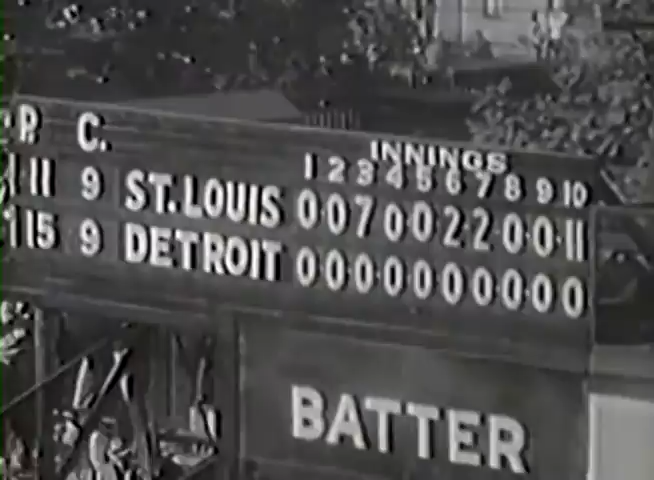 P. C. INNINGS
1 2 3 4 5 6 7 8 9 10
11 9 ST. LOUIS 0 0 7 0 0 2 2 0 0 11
15 9 DETROIT 0 0 0 0 0 0 0 0 0 0
BATTER